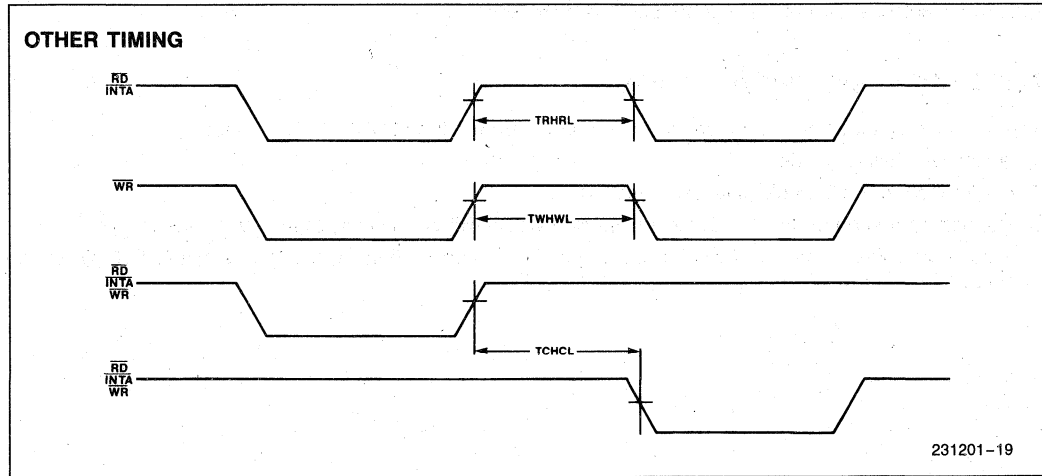 OTHER TIMING
RD
INTA
TRHRL
WR
TWHWL
RD
INTA
WR
TCHCL
RD
INTA
WR
231201–19